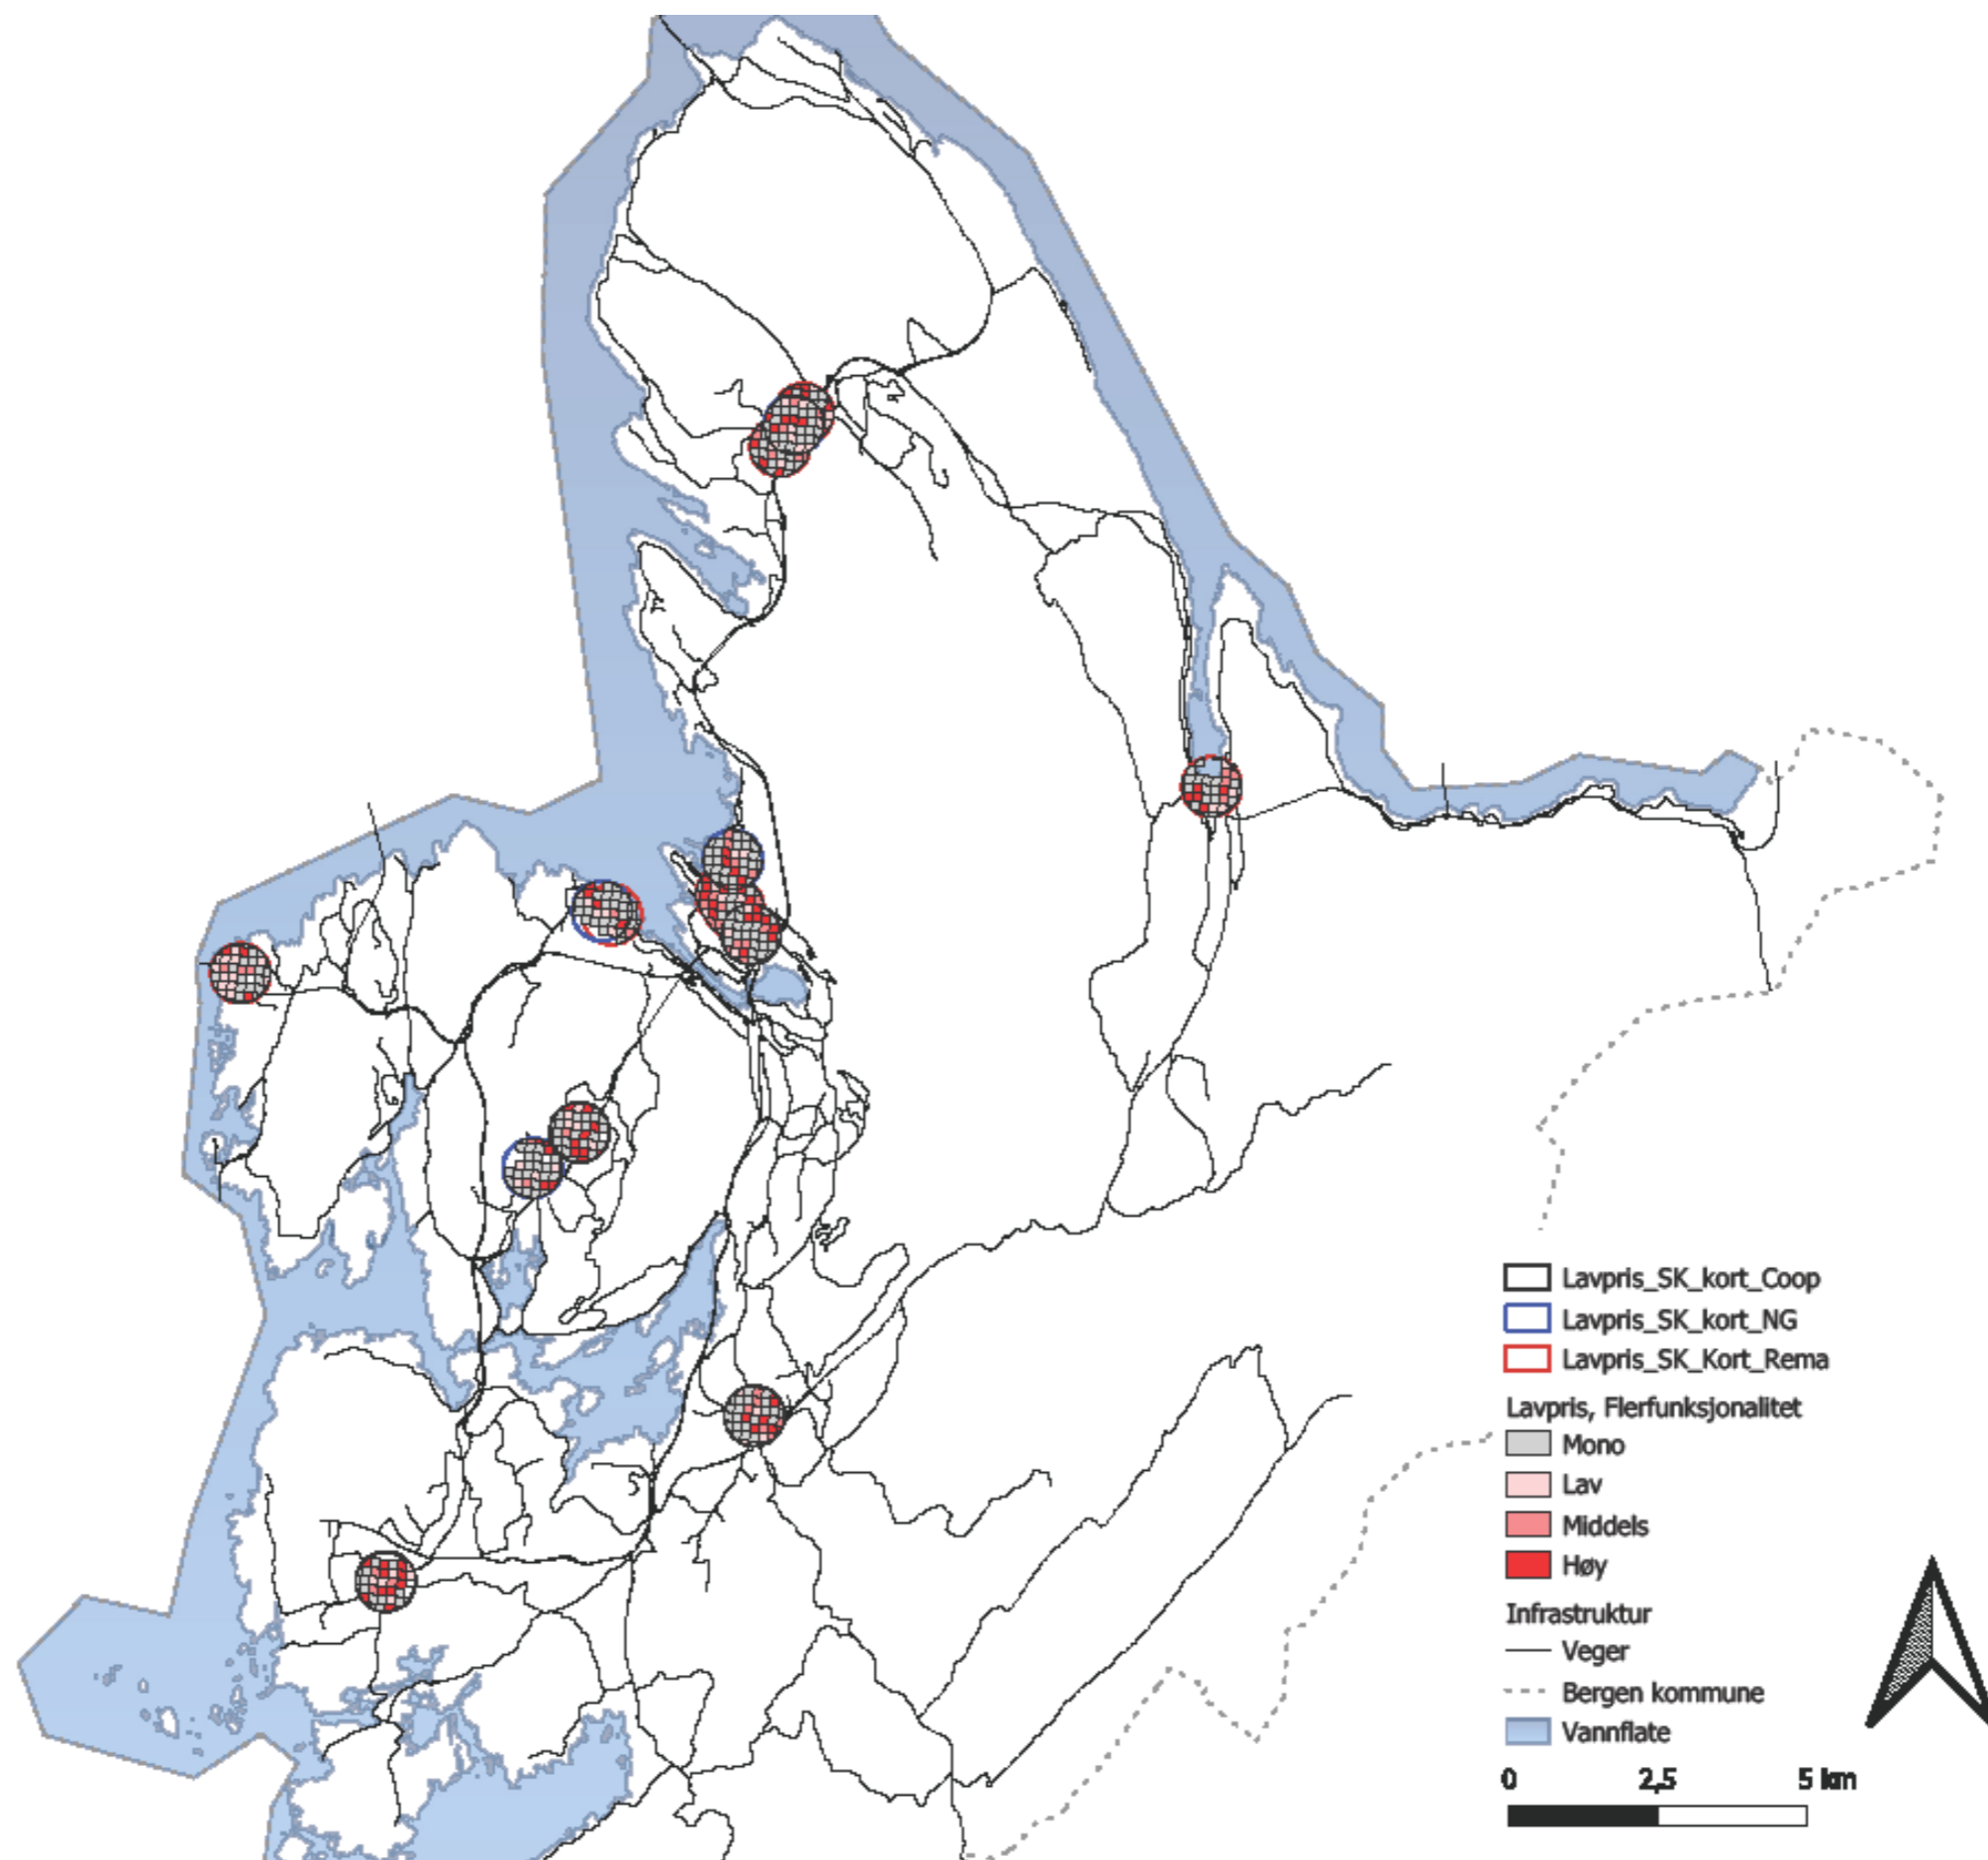 Lavpris_SK_kort_Coop
Lavpris_SK_kort_NG
Lavpris_SK_Kort_Rema
Lavpris, Flerfunksjonalitet
Mono
Lav
Middels
Høy
Infrastruktur
Veger
Bergen kommune
Vannflate
0 2,5 5 km